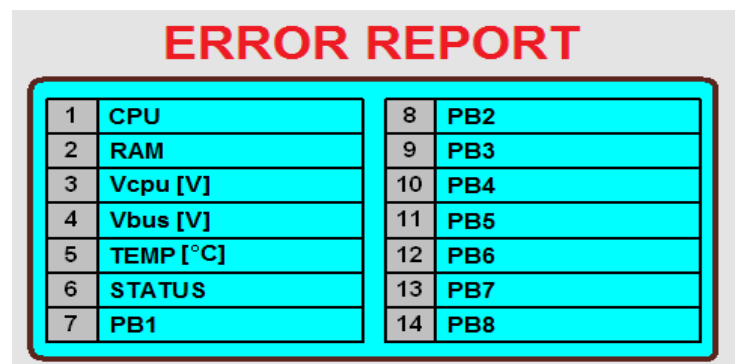 ERROR REPORT
1 CPU
2 RAM
3 Vcpu [V]
4 Vbus [V]
5 TEMP [°C]
6 STATUS
7 PB1
8 PB2
9 PB3
10 PB4
11 PB5
12 PB6
13 PB7
14 PB8